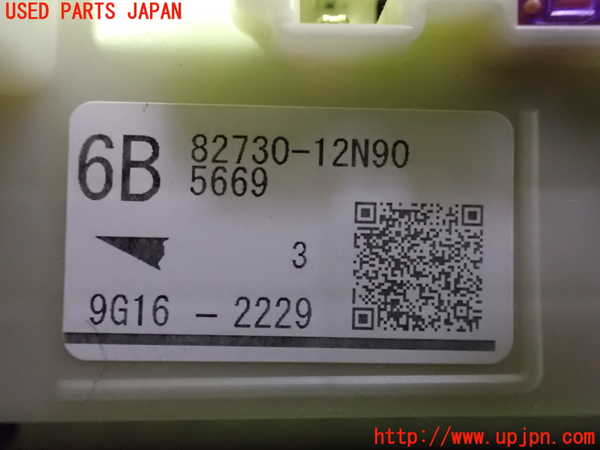 USED PARTS JAPAN
6B 82730-12N90
5669
3
9G16 - 2229
http://www.upjpn.com/